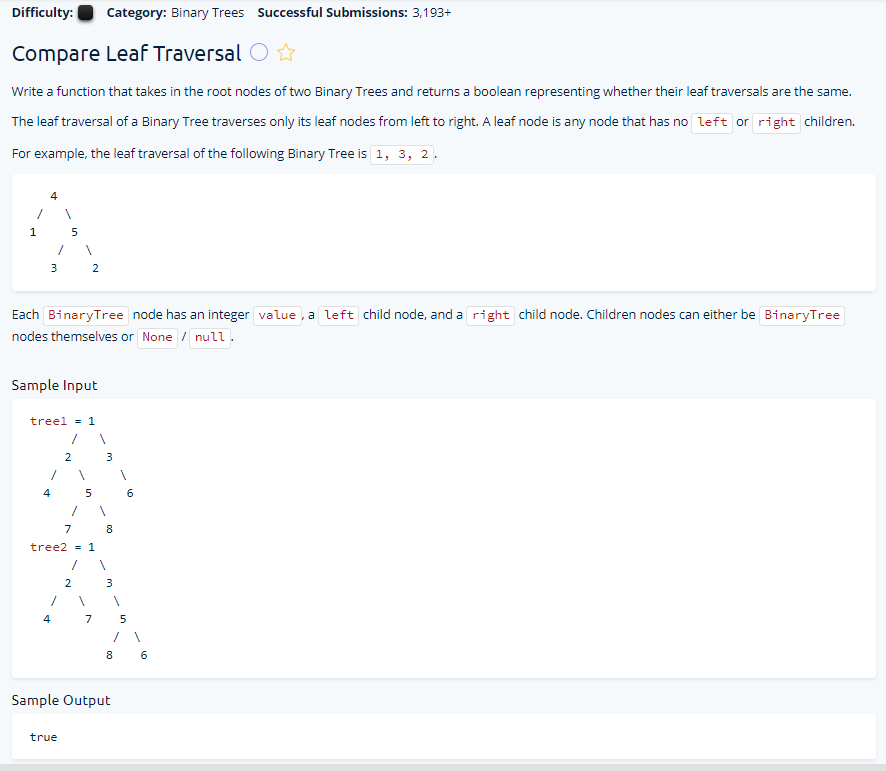 Difficulty: Category: Binary Trees Successful Submissions: 3,193+
Compare Leaf Traversal
Write a function that takes in the root nodes of two Binary Trees and returns a boolean representing whether their leaf traversals are the same.
The leaf traversal of a Binary Tree traverses only its leaf nodes from left to right. A leaf node is any node that has no left or right children.
For example, the leaf traversal of the following Binary Tree is 1, 3, 2 .
4
/ \
1 5
/ \
3 2
Each BinaryTree node has an integer value , a left child node, and a right child node. Children nodes can either be BinaryTree
nodes themselves or None / null .
Sample Input
tree1 = 1
/ \
2 3
/ \ \
4 5 6
/ \
7 8
tree2 = 1
/ \
2 3
/ \ \
4 7 5
/ \
8 6
Sample Output
true